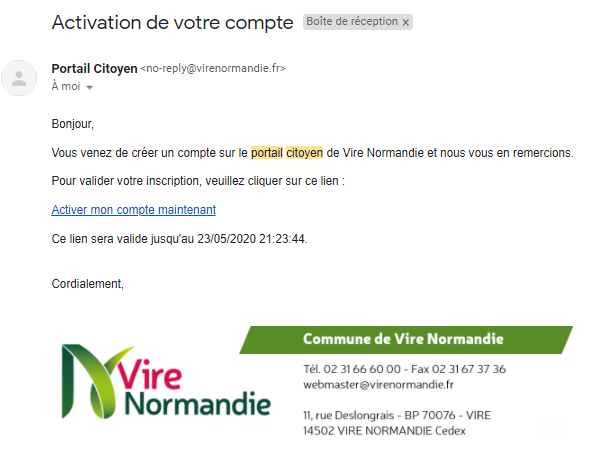 Activation de votre compte Boîte de réception x
Portail Citoyen <no-reply@virenormandie.fr>
À moi
Bonjour,
Vous venez de créer un compte sur le portail citoyen de Vire Normandie et nous vous en remercions.
Pour valider votre inscription, veuillez cliquer sur ce lien :
Activer mon compte maintenant
Ce lien sera valide jusqu'au 23/05/2020 21:23:44.
Cordialement,
Vire
Normandie
Commune de Vire Normandie
Tél. 02 31 66 60 00 - Fax 02 31 67 37 36
webmaster@virenormandie.fr
11, rue Deslongrais - BP 70076 - VIRE
14502 VIRE NORMANDIE Cedex